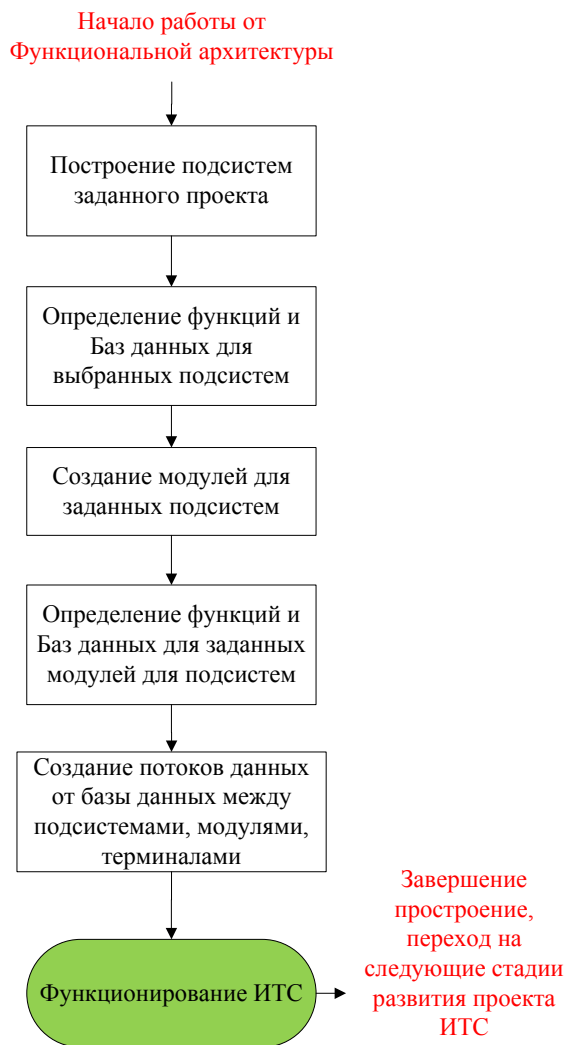 Начало работы от
Функциональной архитектуры
Построение подсистем
заданного проекта
Определение функций и
Баз данных для
выбранных подсистем
Создание модулей для
заданных подсистем
Определение функций и
Баз данных для заданных
модулей для подсистем
Создание потоков данных
от базы данных между
подсистемами, модулями,
терминалами
Функционирование ИТС
Завершение
простроение,
переход на
следующие стадии
развития проекта
ИТС